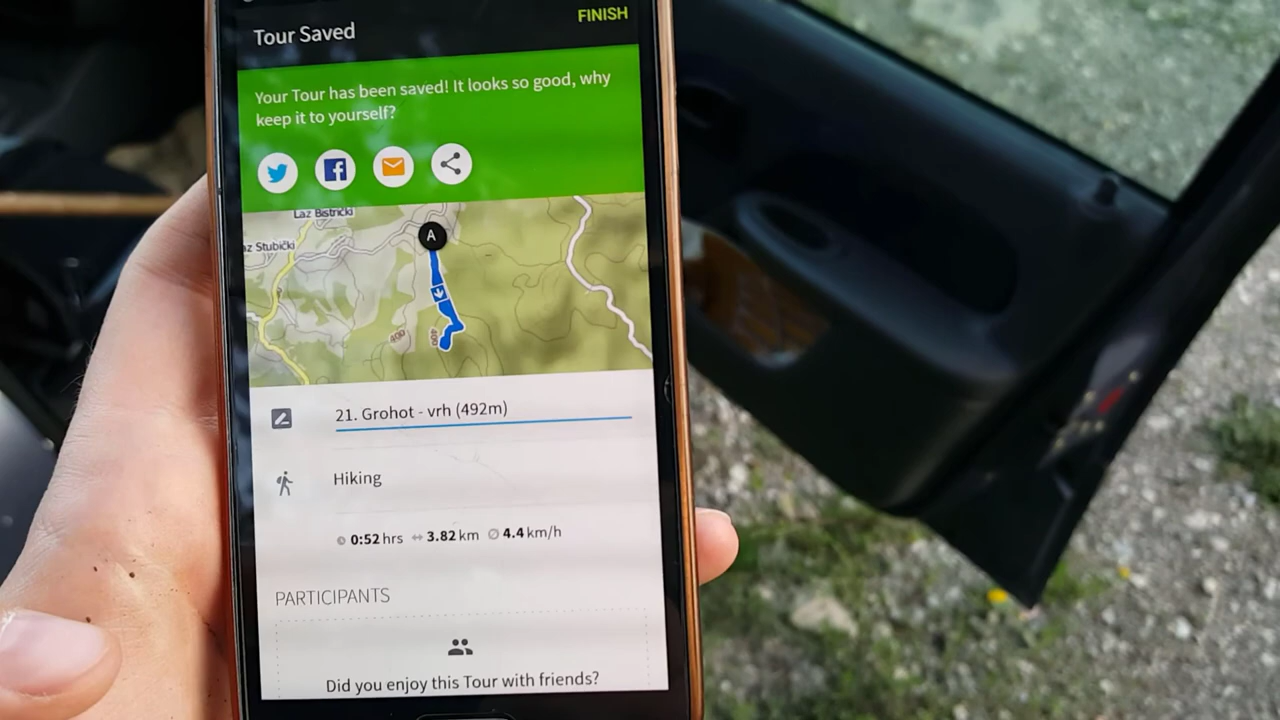 Tour Saved
FINISH
Your Tour has been saved! It looks so good, why
keep it to yourself?
Laz Bistrički
az Stubički
A
400
400
21. Grohot - vrh (492m)
Hiking
0:52 hrs 3.82 km 4.4 km/h
PARTICIPANTS
Did you enjoy this Tour with friends?